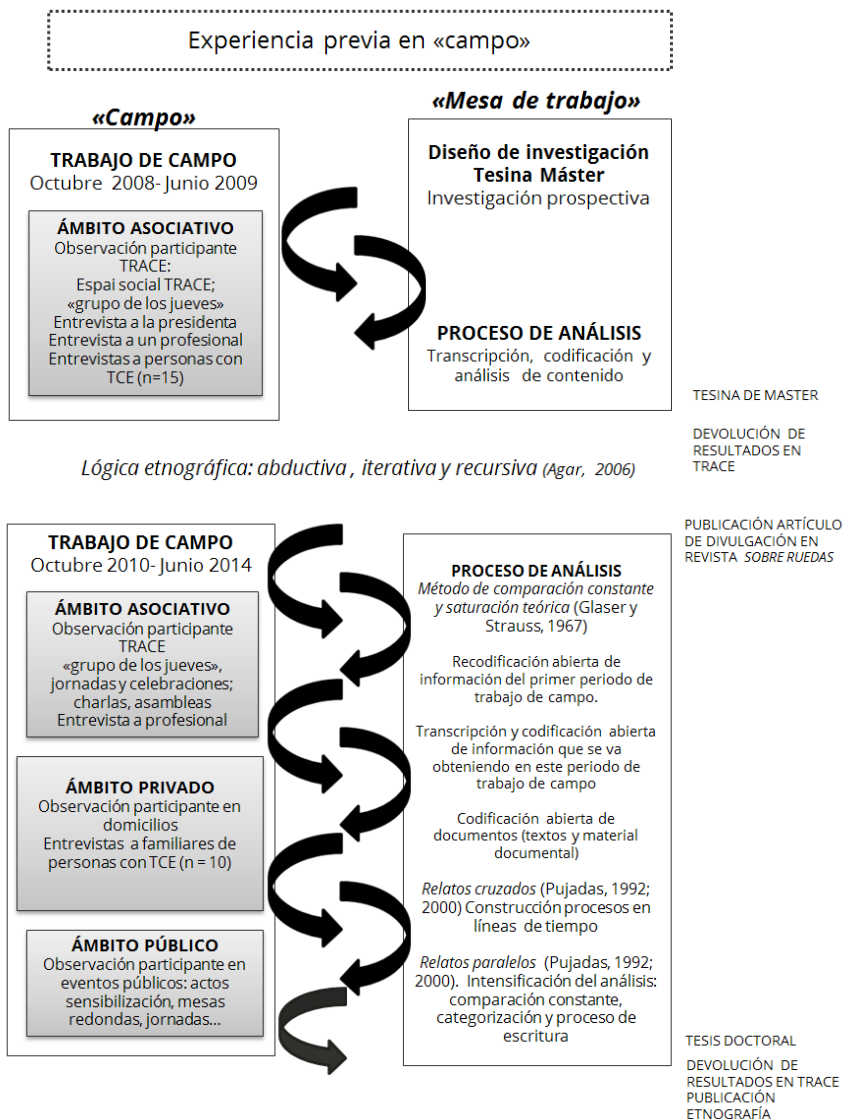 Experiencia previa en «campo»
«Campo»
«Mesa de trabajo»
TRABAJO DE CAMPO
Octubre 2008- Junio 2009
ÁMBITO ASOCIATIVO
Observación participante
TRACE:
Espai social TRACE;
«grupo de los jueves»
Entrevista a la presidenta
Entrevista a un profesional
Entrevistas a personas con
TCE (n=15)
Diseño de investigación
Tesina Máster
Investigación prospectiva
PROCESO DE ANÁLISIS
Transcripción, codificación y
análisis de contenido
TESINA DE MASTER
DEVOLUCIÓN DE
RESULTADOS EN
TRACE
Lógica etnográfica: abductiva , iterativa y recursiva (Agar, 2006)
PUBLICACIÓN ARTÍCULO
DE DIVULGACIÓN EN
REVISTA SOBRE RUEDAS
TRABAJO DE CAMPO
Octubre 2010- Junio 2014
ÁMBITO ASOCIATIVO
Observación participante
TRACE
«grupo de los jueves»,
jornadas y celebraciones;
charlas, asambleas
Entrevista a profesional
ÁMBITO PRIVADO
Observación participante en
domicilios
Entrevistas a familiares de
personas con TCE (n = 10)
ÁMBITO PÚBLICO
Observación participante en
eventos públicos: actos
sensibilización, mesas
redondas, jornadas...
PROCESO DE ANÁLISIS
Método de comparación constante
y saturación teórica (Glaser y
Strauss, 1967)
Recodificación abierta de
información del primer periodo de
trabajo de campo.
Transcripción y codificación abierta
de información que se va
obteniendo en este periodo de
trabajo de campo
Codificación abierta de
documentos (textos y material
documental)
Relatos cruzados (Pujadas, 1992;
2000) Construcción procesos en
líneas de tiempo
Relatos paralelos (Pujadas, 1992;
2000). Intensificación del análisis:
comparación constante,
categorización y proceso de
escritura
TESIS DOCTORAL
DEVOLUCIÓN DE
RESULTADOS EN TRACE
PUBLICACIÓN
ETNOGRAFÍA